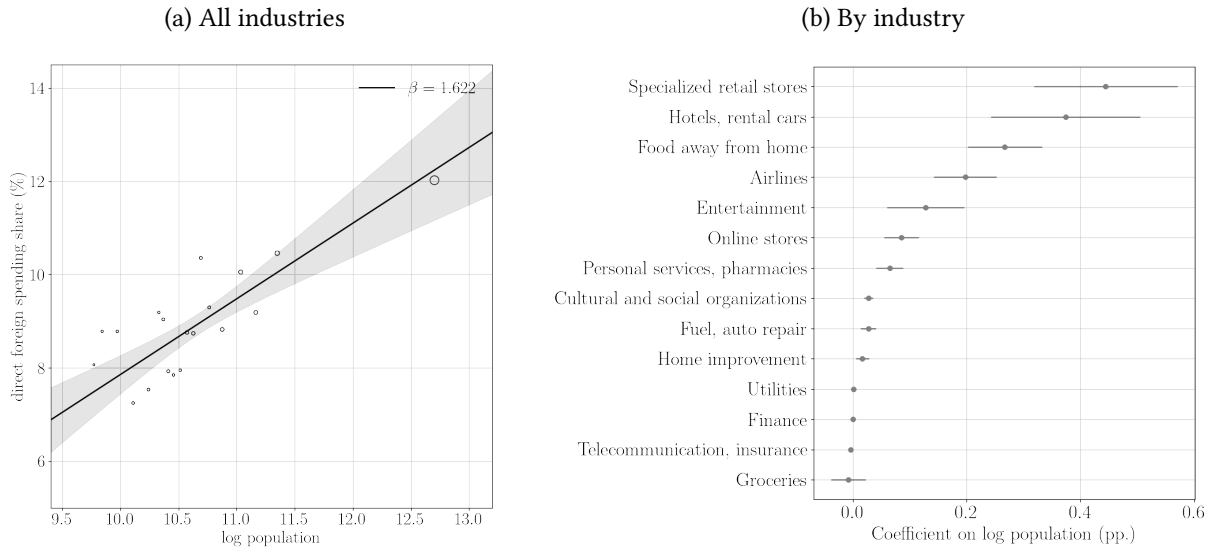 (a) All industries
β = 1.622
14
12
10
8
6
direct foreign spending share (%)
9.5 10.0 10.5 11.0 11.5 12.0 12.5 13.0
log population
(b) By industry
Specialized retail stores
Hotels, rental cars
Food away from home
Airlines
Entertainment
Online stores
Personal services, pharmacies
Cultural and social organizations
Fuel, auto repair
Home improvement
Utilities
Finance
Telecommunication, insurance
Groceries
0.0 0.2 0.4 0.6
Coefficient on log population (pp.)